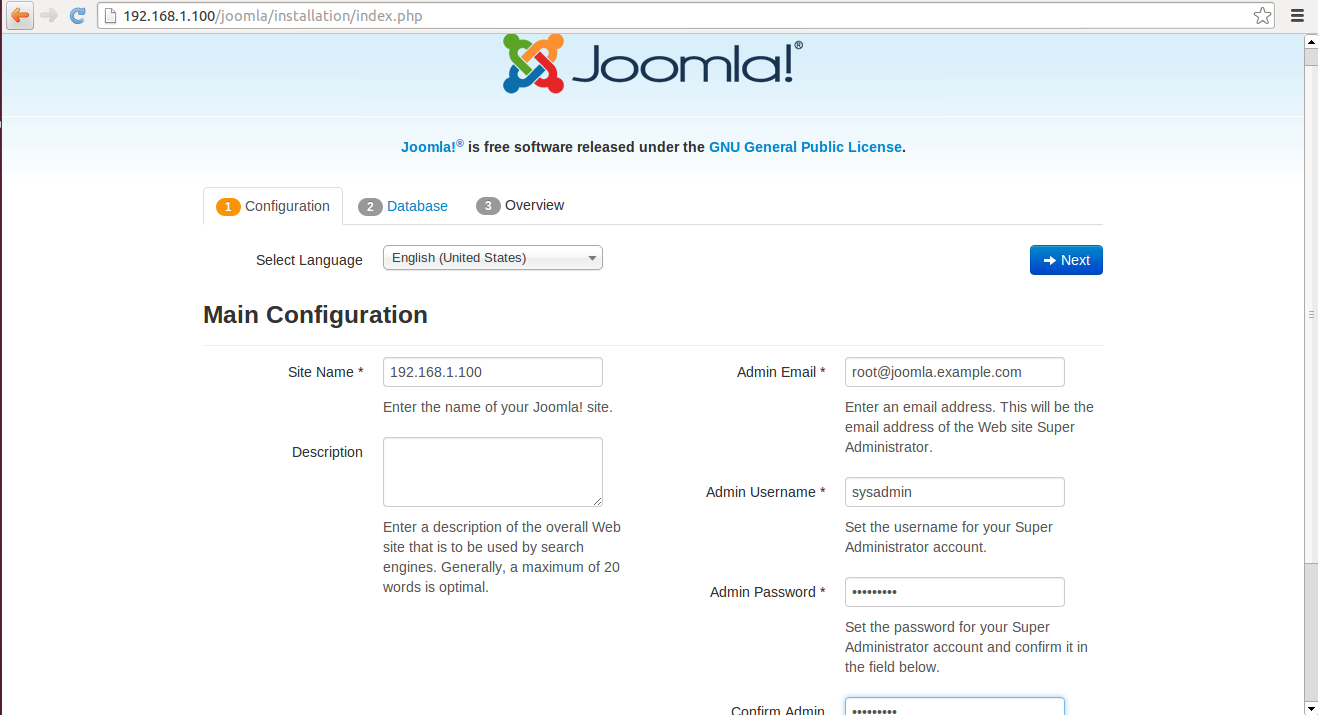 192.168.1.100/joomla/installation/index.php
Joomla!®
Joomla!® is free software released under the GNU General Public License.
1 Configuration
2 Database
3 Overview
Select Language
English (United States)
Next
Main Configuration
Site Name *
192.168.1.100
Enter the name of your Joomla! site.
Description
Enter a description of the overall Web
site that is to be used by search
engines. Generally, a maximum of 20
words is optimal.
Admin Email *
root@joomla.example.com
Enter an email address. This will be the
email address of the Web site Super
Administrator.
Admin Username *
sysadmin
Set the username for your Super
Administrator account.
Admin Password *
•••••••••
Set the password for your Super
Administrator account and confirm it in
the field below.
Confirm Admin
•••••••••